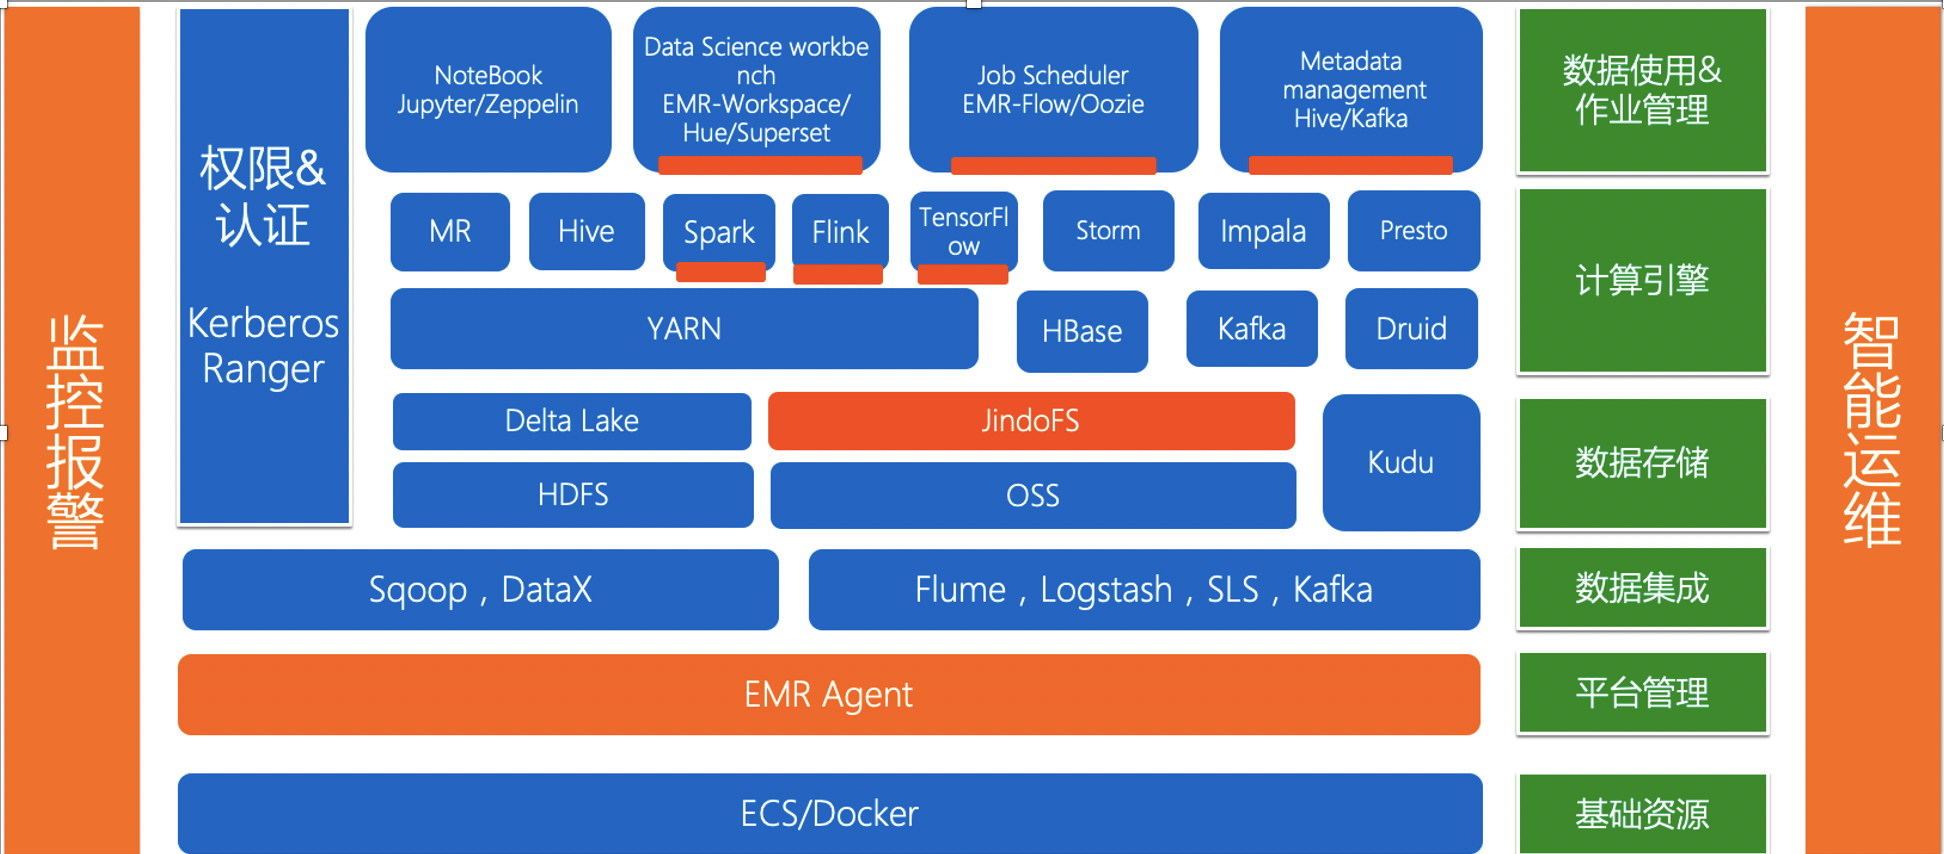 监控报警
权限&
认证
Kerberos
Ranger
NoteBook
Jupyter/Zeppelin
Data Science workbe
nch
EMR-Workspace/
Hue/Superset
Job Scheduler
EMR-Flow/Oozie
Metadata
management
Hive/Kafka
数据使用&
作业管理
MR
Hive
Spark
Flink
TensorFl
ow
Storm
Impala
Presto
计算引擎
YARN
HBase
Kafka
Druid
Delta Lake
JindoFS
Kudu
数据存储
HDFS
OSS
Sqoop，DataX
Flume，Logstash，SLS，Kafka
数据集成
EMR Agent
平台管理
ECS/Docker
基础资源
智能运维